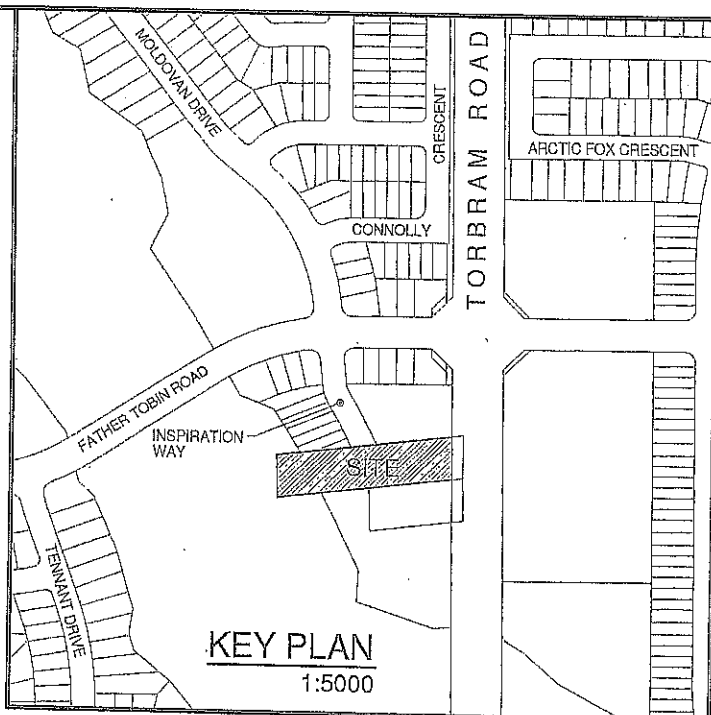 MOLDOVAN DRIVE
CRESCENT
TORBRAM ROAD
ARCTIC FOX CRESCENT
CONNOLLY
FATHER TOBIN ROAD
INSPIRATION
WAY
SITE
TENNANT DRIVE
KEY PLAN
1:5000